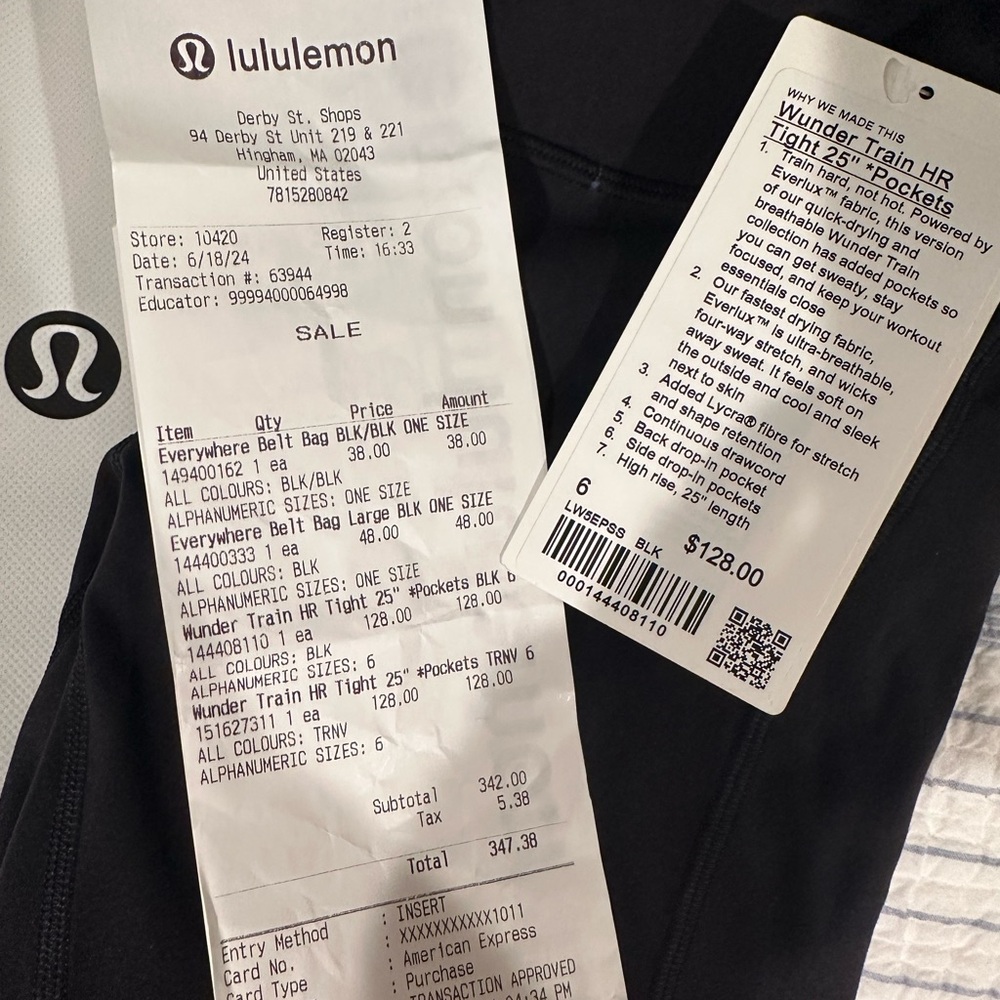 lululemon
Derby St. Shops
94 Derby St Unit 219 & 221
Hingham, MA 02043
United States
7815280842
Store: 10420 Register: 2
Date: 6/18/24 Time: 16:33
Transaction #: 63944
Educator: 99994000064998
SALE
Item Qty Price Amount
Everywhere Belt Bag BLK/BLK ONE SIZE
149400162 1 ea 38.00 38.00
ALL COLOURS: BLK/BLK
ALPHANUMERIC SIZES: ONE SIZE
Everywhere Belt Bag Large BLK ONE SIZE
144400333 1 ea 48.00 48.00
ALL COLOURS: BLK
ALPHANUMERIC SIZES: ONE SIZE
Wunder Train HR Tight 25" *Pockets BLK 6
144408110 1 ea 128.00 128.00
ALL COLOURS: BLK
ALPHANUMERIC SIZES: 6
Wunder Train HR Tight 25" *Pockets TRNV 6
151627311 1 ea 128.00 128.00
ALL COLOURS: TRNV
ALPHANUMERIC SIZES: 6
Subtotal 342.00
Tax 5.38
Total 347.38
Entry Method : INSERT
Card No. : XXXXXXXXXXX1011
Card Type : American Express
: Purchase
TRANSACTION APPROVED
04:34 PM
WHY WE MADE THIS
Wunder Train HR
Tight 25" *Pockets
1. Train hard, not hot. Powered by
Everlux™ fabric, this version
of our quick-drying and
breathable Wunder Train
collection has added pockets so
you can get sweaty, stay
focused, and keep your workout
essentials close
2. Our fastest drying fabric,
Everlux™ is ultra-breathable,
four-way stretch, and wicks
away sweat. It feels soft on
the outside and cool and sleek
next to skin
3. Added Lycra® fibre for stretch
and shape retention
4. Continuous drawcord
5. Back drop-in pocket
6. Side drop-in pockets
7. High rise, 25" length
6
LW5EPSS BLK $128.00
000144408110